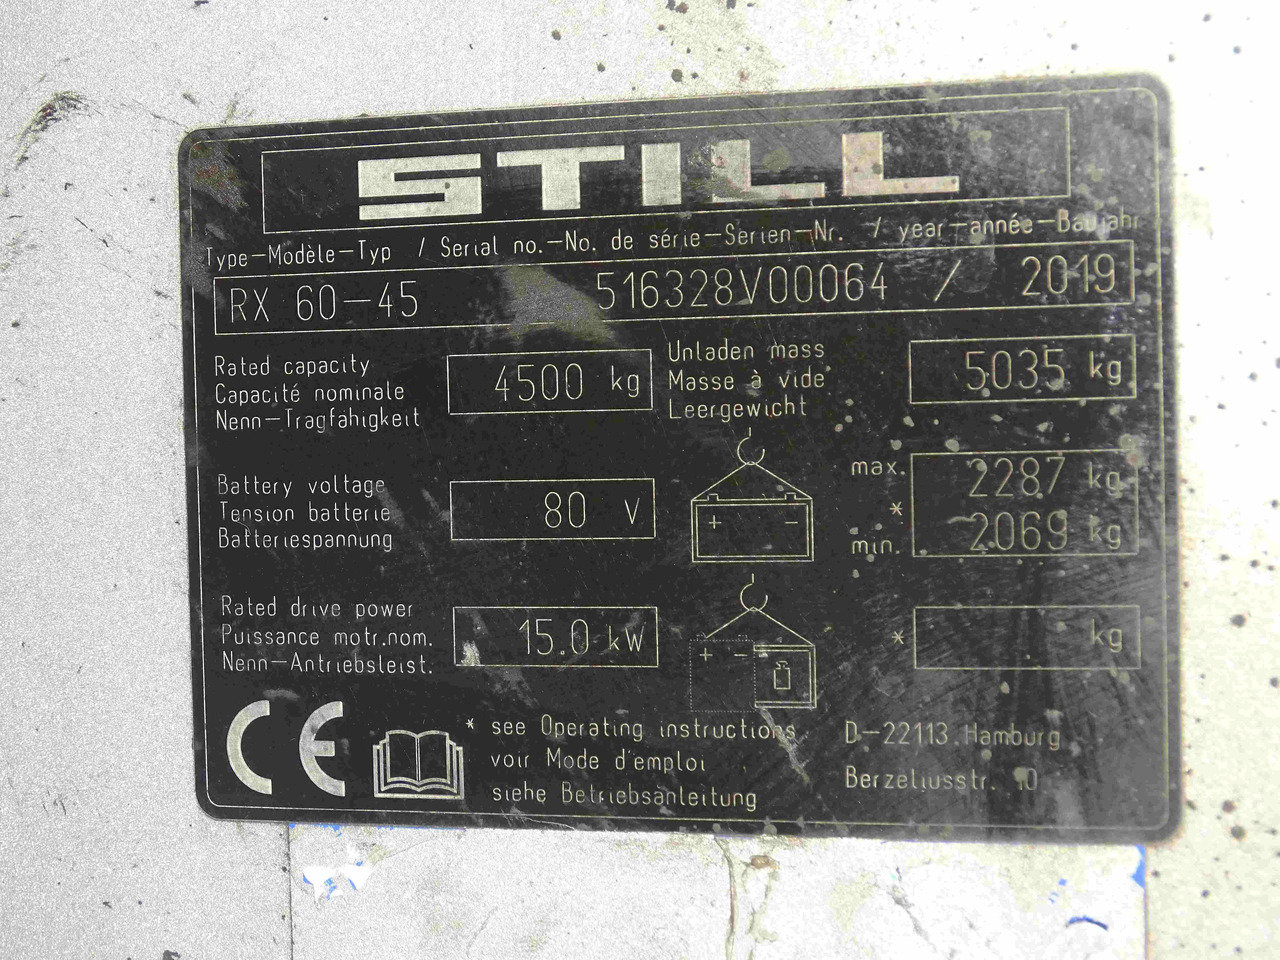 STILL
Type-Modèle-Typ / Serial no.-No. de série-Serien-Nr. / year-année-Baujahr
RX 60-45 516328V00064 / 2019
Rated capacity
Capacité nominale
Nenn-Tragfähigkeit
4500 kg
Unladen mass
Masse à vide
Leergewicht
5035 kg
Battery voltage
Tension batterie
Batteriespannung
80 V
+ -
max.
*
min.
2287 kg
2069 kg
Rated drive power
Puissance motr.nom.
Nenn-Antriebsleist.
15.0 kW
+ -
* kg
CE
* see Operating instructions
voir Mode d'emploi
siehe Betriebsanleitung
D-22113 Hamburg
Berzeliusstr. 10